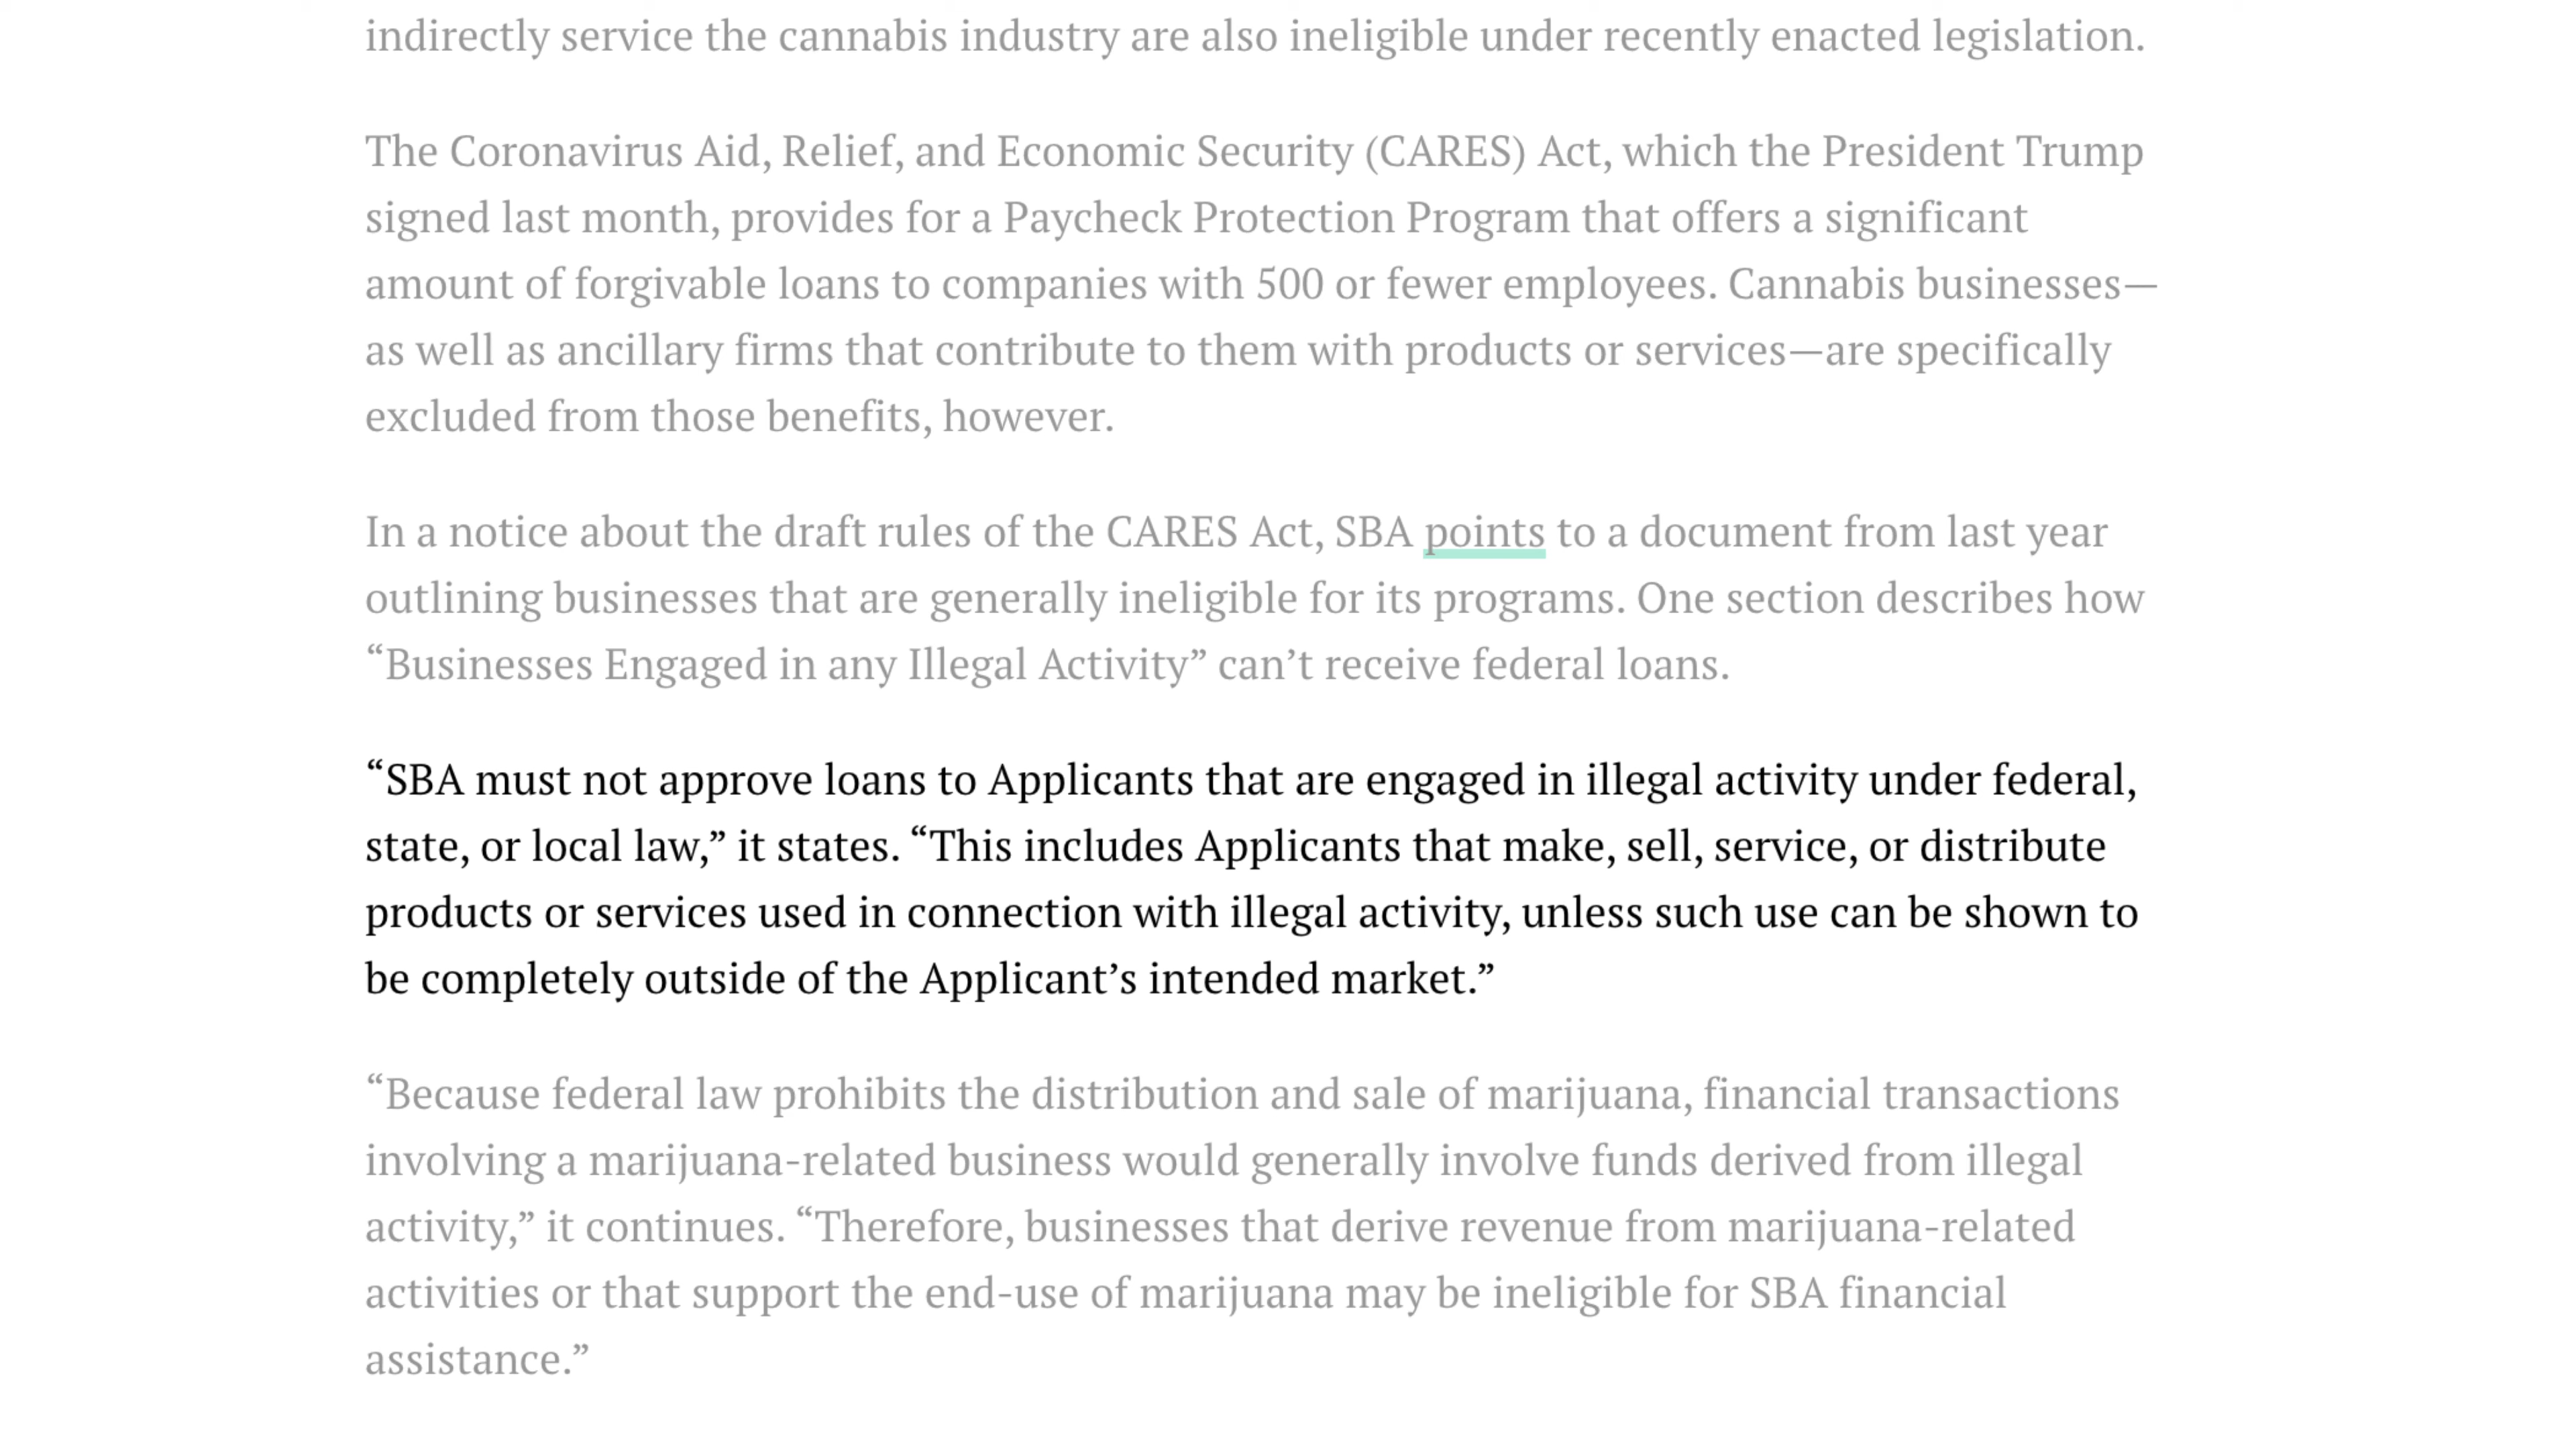 indirectly service the cannabis industry are also ineligible under recently enacted legislation.
The Coronavirus Aid, Relief, and Economic Security (CARES) Act, which the President Trump
signed last month, provides for a Paycheck Protection Program that offers a significant
amount of forgivable loans to companies with 500 or fewer employees. Cannabis businesses—
as well as ancillary firms that contribute to them with products or services—are specifically
excluded from those benefits, however.
In a notice about the draft rules of the CARES Act, SBA points to a document from last year
outlining businesses that are generally ineligible for its programs. One section describes how
“Businesses Engaged in any Illegal Activity” can’t receive federal loans.
“SBA must not approve loans to Applicants that are engaged in illegal activity under federal,
state, or local law,” it states. “This includes Applicants that make, sell, service, or distribute
products or services used in connection with illegal activity, unless such use can be shown to
be completely outside of the Applicant’s intended market.”
“Because federal law prohibits the distribution and sale of marijuana, financial transactions
involving a marijuana-related business would generally involve funds derived from illegal
activity,” it continues. “Therefore, businesses that derive revenue from marijuana-related
activities or that support the end-use of marijuana may be ineligible for SBA financial
assistance.”